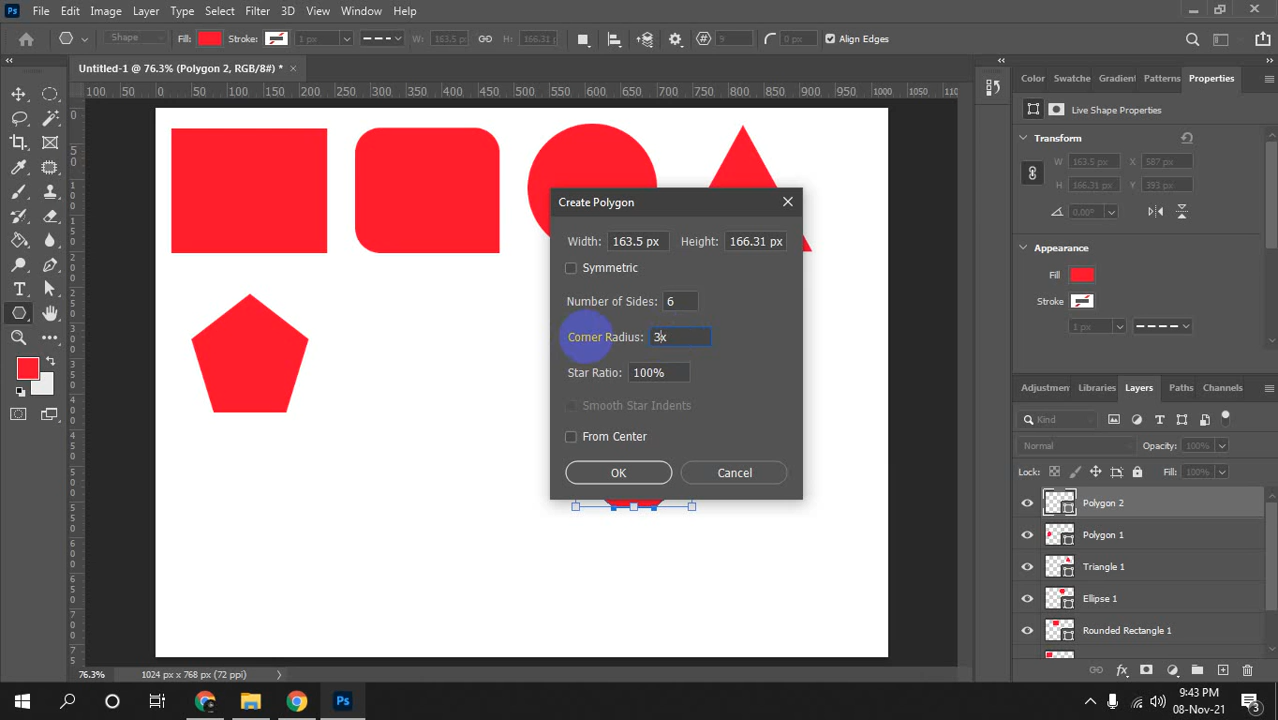 Ps File Edit Image Layer Type Select Filter 3D View Window Help
Shape Fill: Stroke: 1 px W: 163.5 p: H: 166.31 p 9 0 px Align Edges
Untitled-1 @ 76.3% (Polygon 2, RGB/8#) * ×
Color Swatche Gradient Patterns Properties
100 50 0 50 100 150 200 250 300 350 400 450 500 550 600 650 700 750 800 850 900 950 1000 1050 110
Live Shape Properties
Transform
W: 163.5 px X: 587 px
H: 166.31 px Y: 393 px
0.00°
Appearance
Fill
Stroke
1 px
Create Polygon
Width: 163.5 px Height: 166.31 px
Symmetric
Number of Sides: 6
Corner Radius: 3x
Star Ratio: 100%
Smooth Star Indents
From Center
OK Cancel
Adjustmen Libraries Layers Paths Channels
Kind
Normal Opacity: 100%
Lock: Fill: 100%
Polygon 2
Polygon 1
Triangle 1
Ellipse 1
Rounded Rectangle 1
fx
76.3% 1024 px x 768 px (72 ppi)
Ps
9:43 PM
08-Nov-21
3